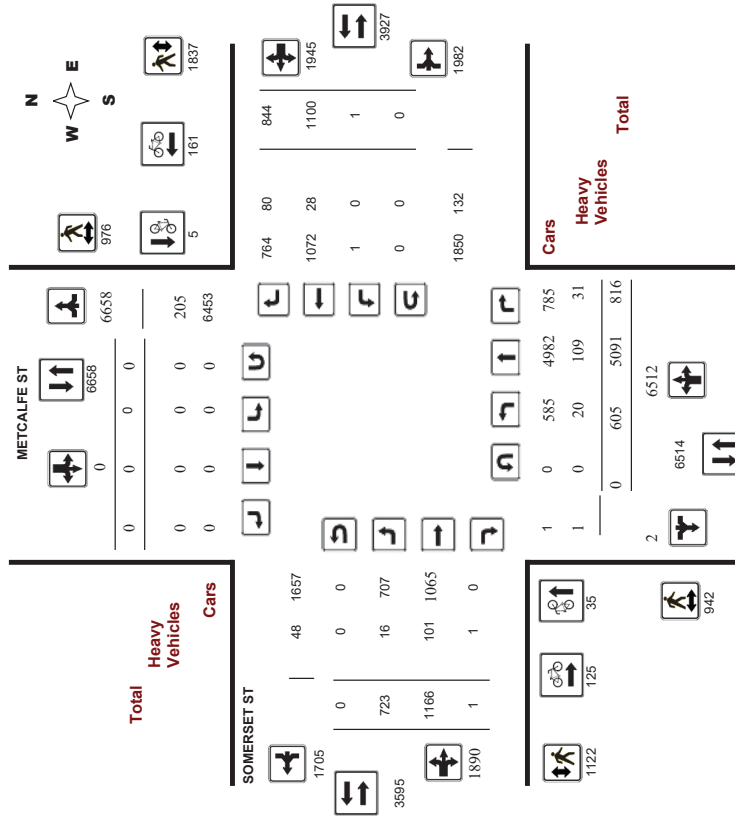 N
E
W
S
1837
161
976
5
METCALFE ST
6658
6658
0
0 0 0 0
0 0 0 0 205
0 0 0 0 6453
Total
Heavy
Vehicles
Cars
1945
3927
1982
764 80 844
1072 28 1100
1 0 1
0 0 0
1850 132
SOMERSET ST
1705
3595
1890
48 1657
0 0 0
723 16 707
1166 101 1065
1 1 0
Cars
Heavy
Vehicles
Total
1 0 585 4982 785
1 0 20 109 31
0 605 5091 816
2
6514
6512
35
125
1122
942